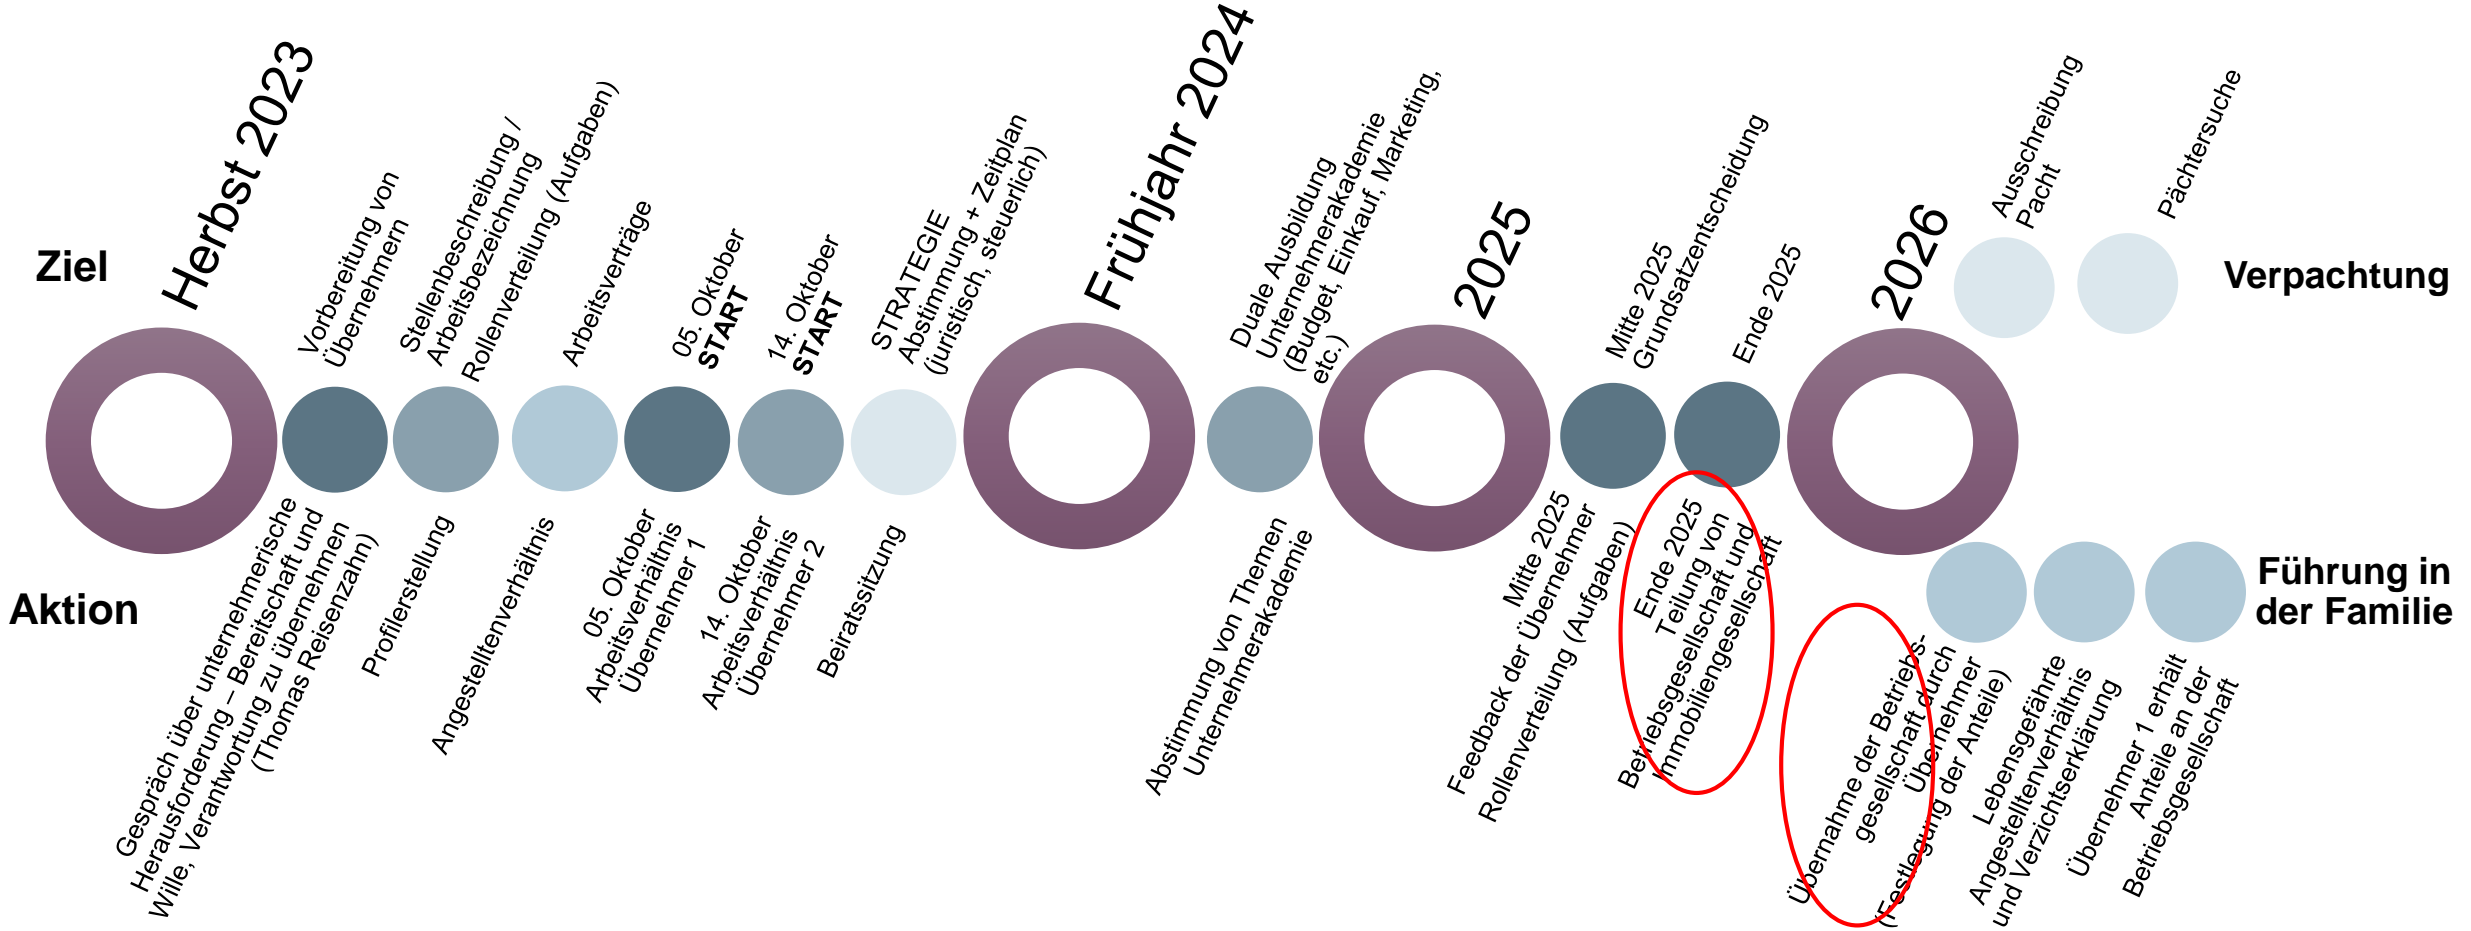 Ziel
Herbst 2023
Vorbereitung von
Übernehmern
Stellenbeschreibung /
Arbeitsbezeichnung
Rollenverteilung (Aufgaben)
Arbeitsverträge
05. Oktober
START
14. Oktober
START
STRATEGIE
Abstimmung + Zeitplan
(juristisch, steuerlich)
Frühjahr 2024
Duale Ausbildung
Unternehmerakademie
(Budget, Einkauf, Marketing,
etc.)
2025
Mitte 2025
Grundsatzentscheidung
Ende 2025
2026
Ausschreibung
Pacht
Pächtersuche
Verpachtung
Aktion
Gespräch über unternehmerische
Herausforderung – Bereitschaft und
Wille, Verantwortung zu übernehmen
(Thomas Reisenzahn)
Profilerstellung
Angestelltenverhältnis
05. Oktober
Arbeitsverhältnis
Übernehmer 1
14. Oktober
Arbeitsverhältnis
Übernehmer 2
Beiratssitzung
Abstimmung von Themen
Unternehmerakademie
Mitte 2025
Feedback der Übernehmer
Rollenverteilung (Aufgaben)
Ende 2025
Teilung von
Betriebsgesellschaft und
Immobiliengesellschaft
Übernahme der Betriebs-
gesellschaft durch
Übernehmer
(Festlegung der Anteile)
Lebensgefährte
Angestelltenverhältnis
und Verzichtserklärung
Übernehmer 1 erhält
Anteile an der
Betriebsgesellschaft
Führung in
der Familie